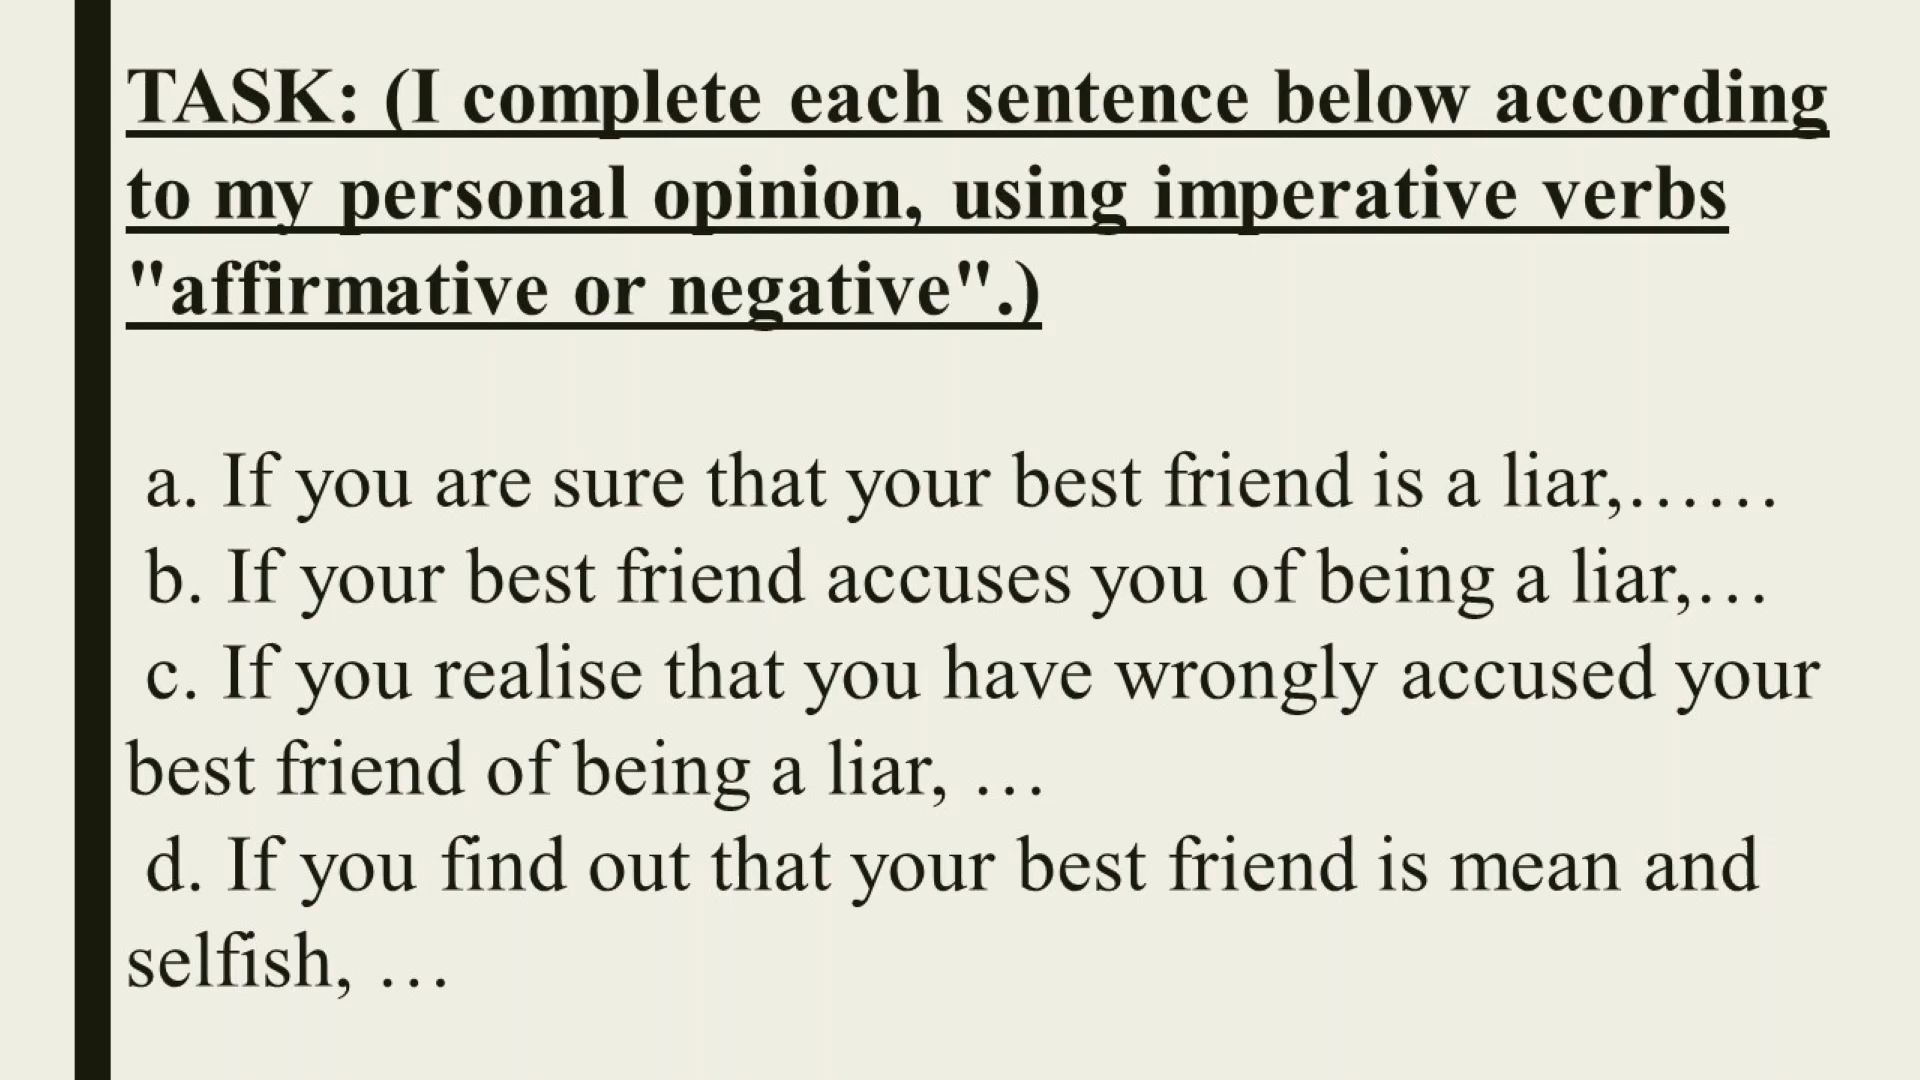 TASK: (I complete each sentence below according
to my personal opinion, using imperative verbs
"affirmative or negative".)
a. If you are sure that your best friend is a liar,……
b. If your best friend accuses you of being a liar,…
c. If you realise that you have wrongly accused your
best friend of being a liar, …
d. If you find out that your best friend is mean and
selfish, …